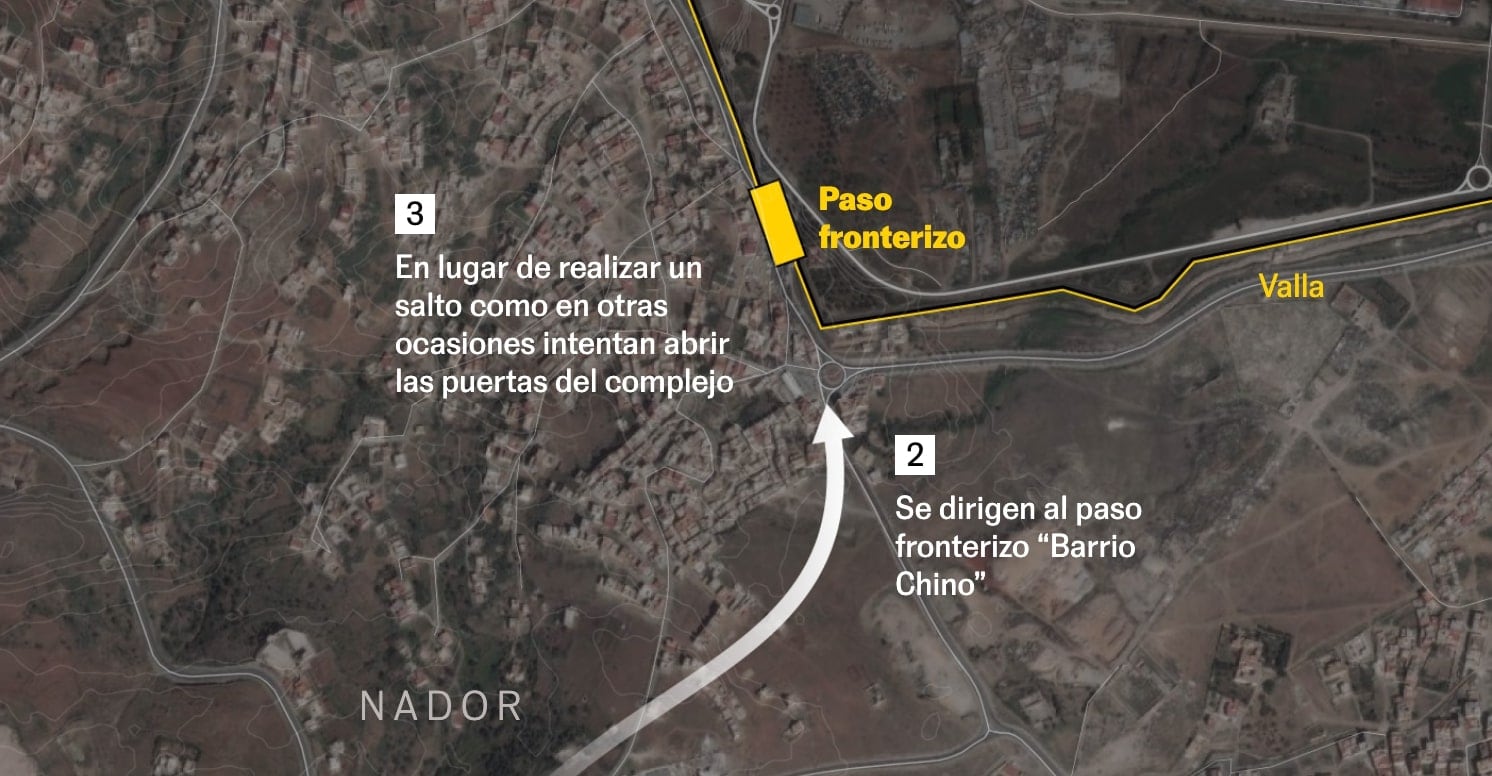 Paso
fronterizo
Valla
3
En lugar de realizar un
salto como en otras
ocasiones intentan abrir
las puertas del complejo
2
Se dirigen al paso
fronterizo “Barrio
Chino”
NADOR